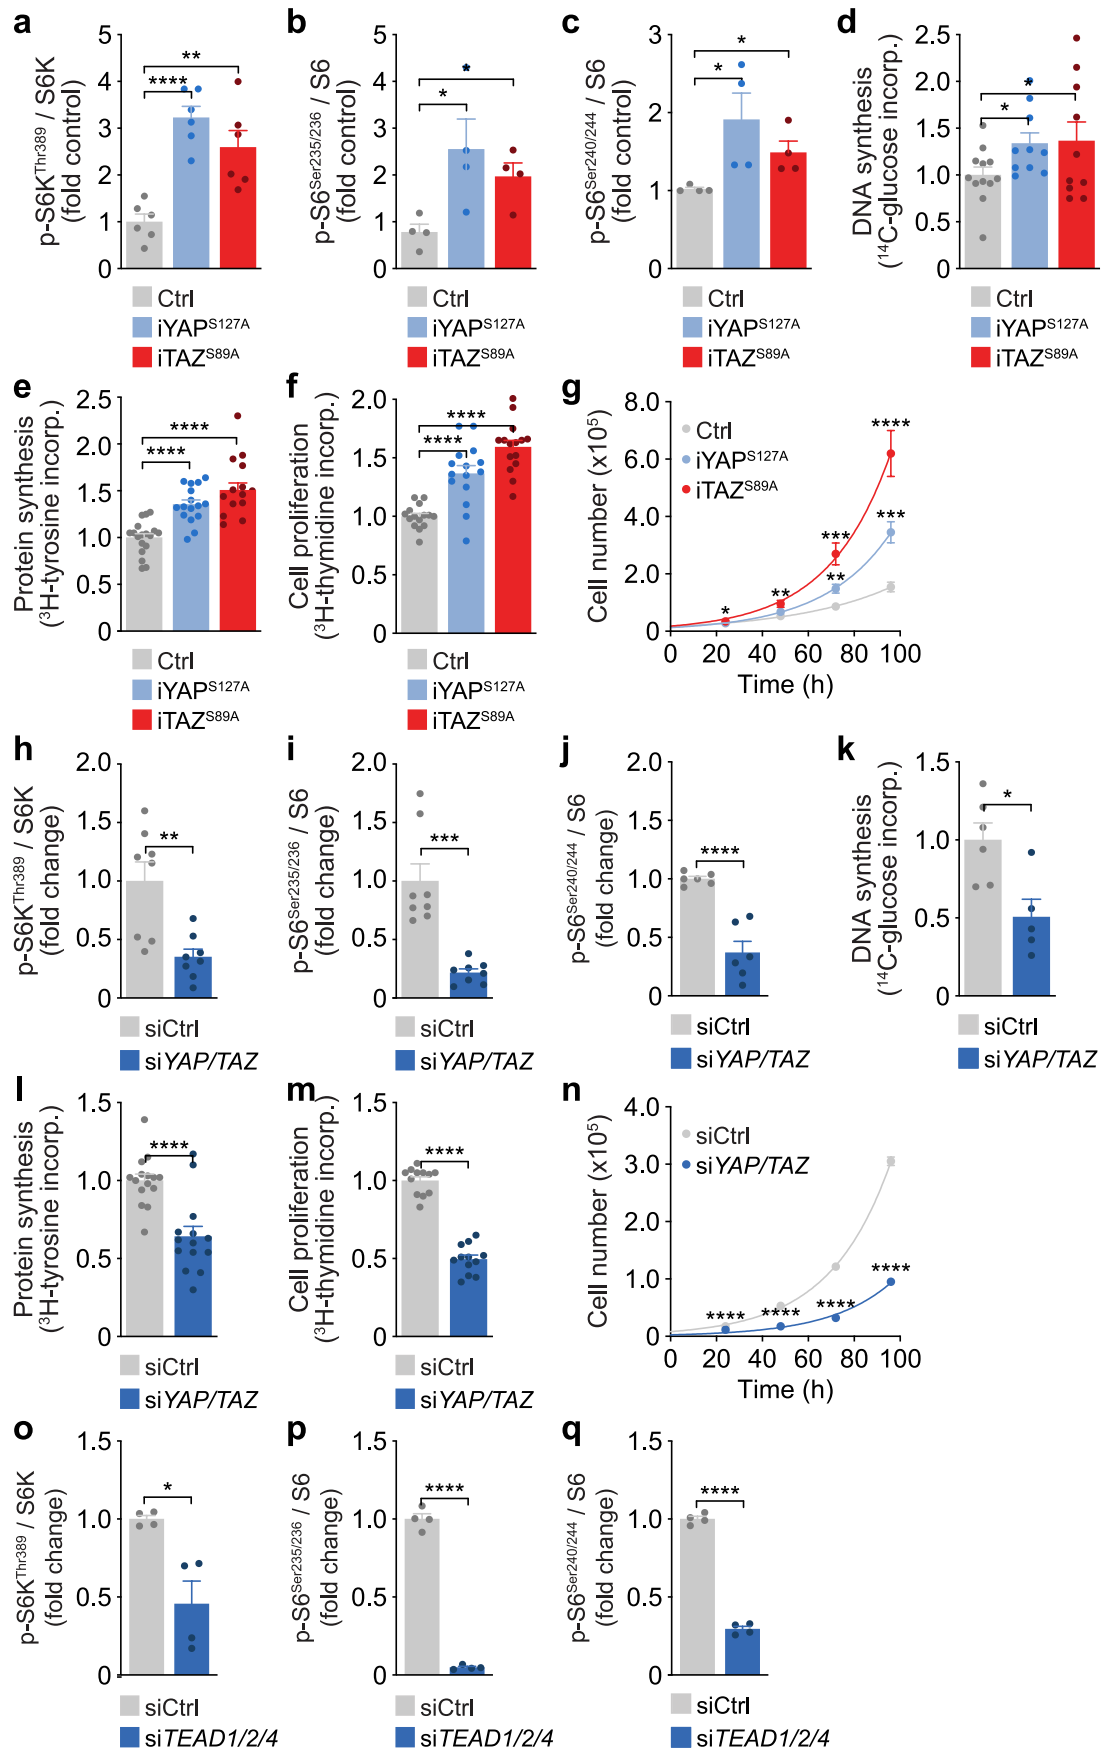 a
p-S6K^Thr389 / S6K
(fold control)
5
4
3
2
1
0
**
****
Ctrl
iYAP^S127A
iTAZ^S89A
b
p-S6^Ser235/236 / S6
(fold control)
5
4
3
2
1
0
*
*
c
p-S6^Ser240/244 / S6
(fold control)
3
2
1
0
*
*
Ctrl
iYAP^S127A
iTAZ^S89A
d
DNA synthesis
(^14C-glucose incorp.)
2.5
2.0
1.5
1.0
0.5
0
*
*
Ctrl
iYAP^S127A
iTAZ^S89A
e
Protein synthesis
(^3H-tyrosine incorp.)
2.5
2.0
1.5
1.0
0.5
0
****
****
Ctrl
iYAP^S127A
iTAZ^S89A
f
Cell proliferation
(^3H-thymidine incorp.)
2.0
1.5
1.0
0.5
0
****
****
Ctrl
iYAP^S127A
iTAZ^S89A
g
Cell number (x10^5)
8.0
6.0
4.0
2.0
0
Ctrl
iYAP^S127A
iTAZ^S89A
*
**
***
**
****
***
0 20 40 60 80 100
Time (h)
h
p-S6K^Thr389 / S6K
(fold change)
2.0
1.5
1.0
0.5
0
**
siCtrl
siYAP/TAZ
i
p-S6^Ser235/236 / S6
(fold change)
2.0
1.5
1.0
0.5
0
***
siCtrl
siYAP/TAZ
j
p-S6^Ser240/244 / S6
(fold change)
2.0
1.5
1.0
0.5
0
****
siCtrl
siYAP/TAZ
k
DNA synthesis
(^14C-glucose incorp.)
1.5
1.0
0.5
0
*
siCtrl
siYAP/TAZ
l
Protein synthesis
(^3H-tyrosine incorp.)
1.5
1.0
0.5
0
****
siCtrl
siYAP/TAZ
m
Cell proliferation
(^3H-thymidine incorp.)
1.5
1.0
0.5
0
****
siCtrl
siYAP/TAZ
n
Cell number (x10^5)
4.0
3.0
2.0
1.0
0
siCtrl
siYAP/TAZ
****
****
****
****
0 20 40 60 80 100
Time (h)
o
p-S6K^Thr389 / S6K
(fold change)
1.5
1.0
0.5
0
*
siCtrl
siTEAD1/2/4
p
p-S6^Ser235/236 / S6
(fold change)
1.5
1.0
0.5
0
****
siCtrl
siTEAD1/2/4
q
p-S6^Ser240/244 / S6
(fold change)
1.5
1.0
0.5
0
****
siCtrl
siTEAD1/2/4